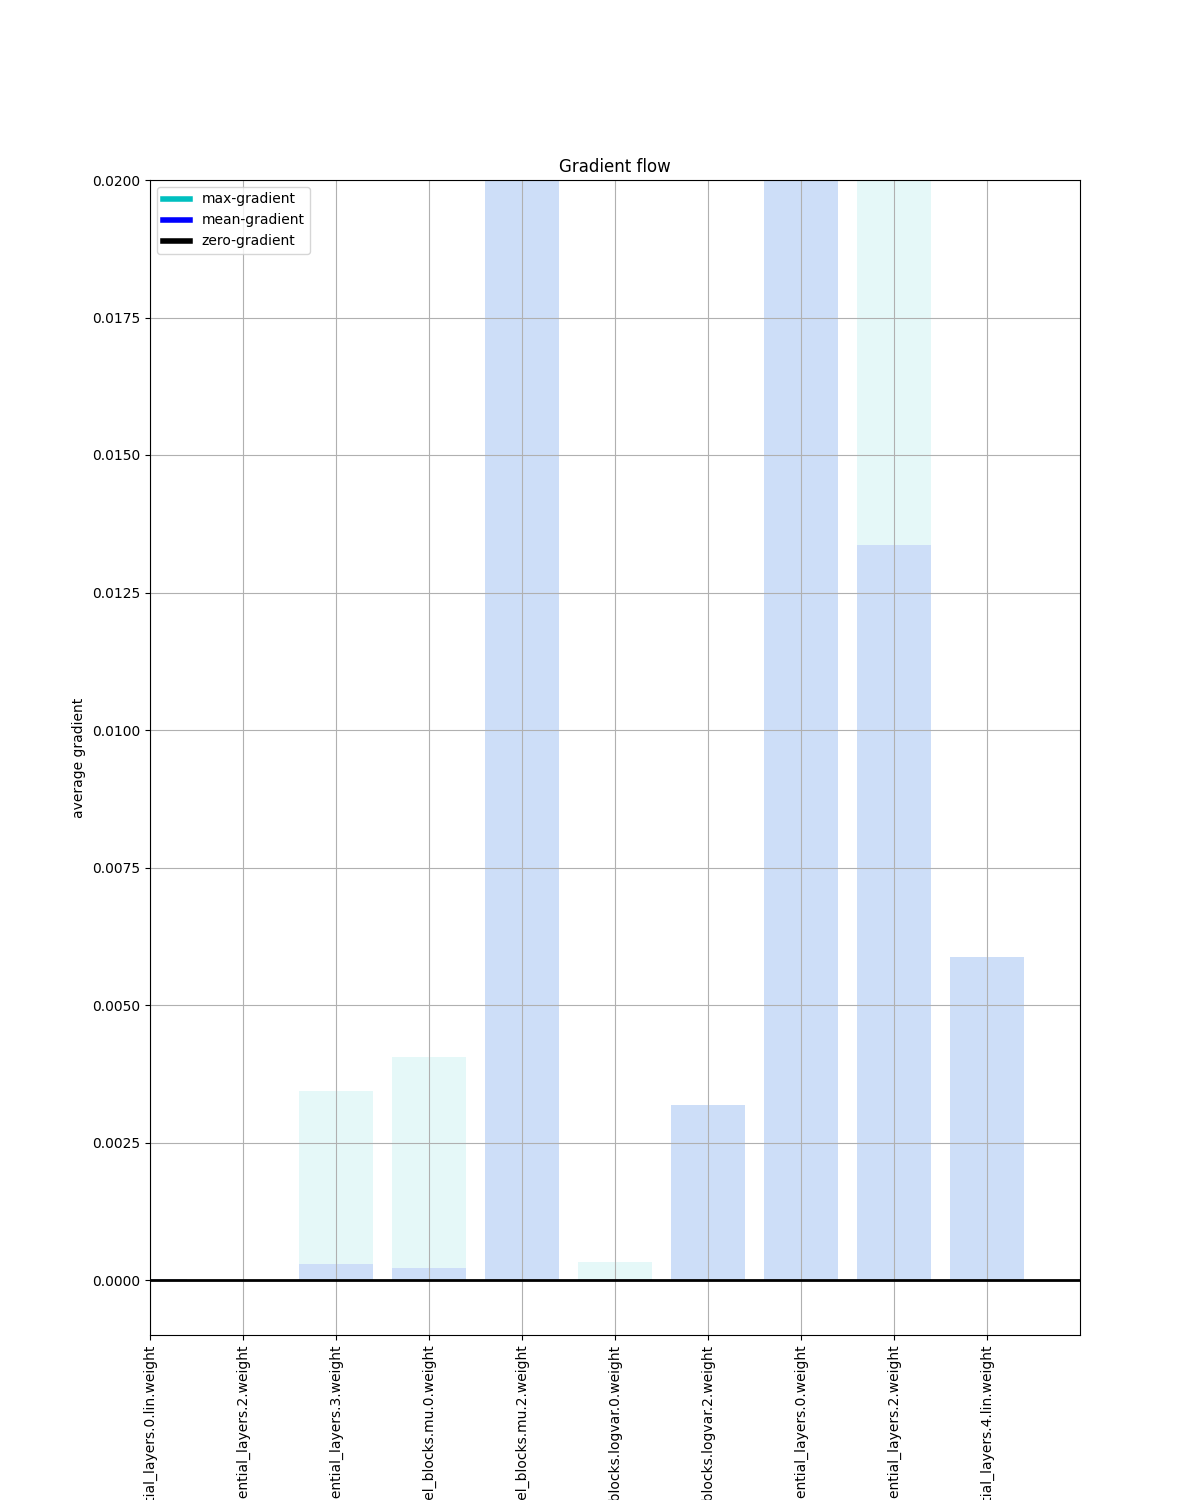 Gradient flow
max-gradient
mean-gradient
zero-gradient
0.0200
0.0175
0.0150
0.0125
0.0100
0.0075
0.0050
0.0025
0.0000
average gradient
tial_layers.0.lin.weight
ential_layers.2.weight
ential_layers.3.weight
el_blocks.mu.0.weight
el_blocks.mu.2.weight
blocks.logvar.0.weight
blocks.logvar.2.weight
ential_layers.0.weight
ential_layers.2.weight
tial_layers.4.lin.weight